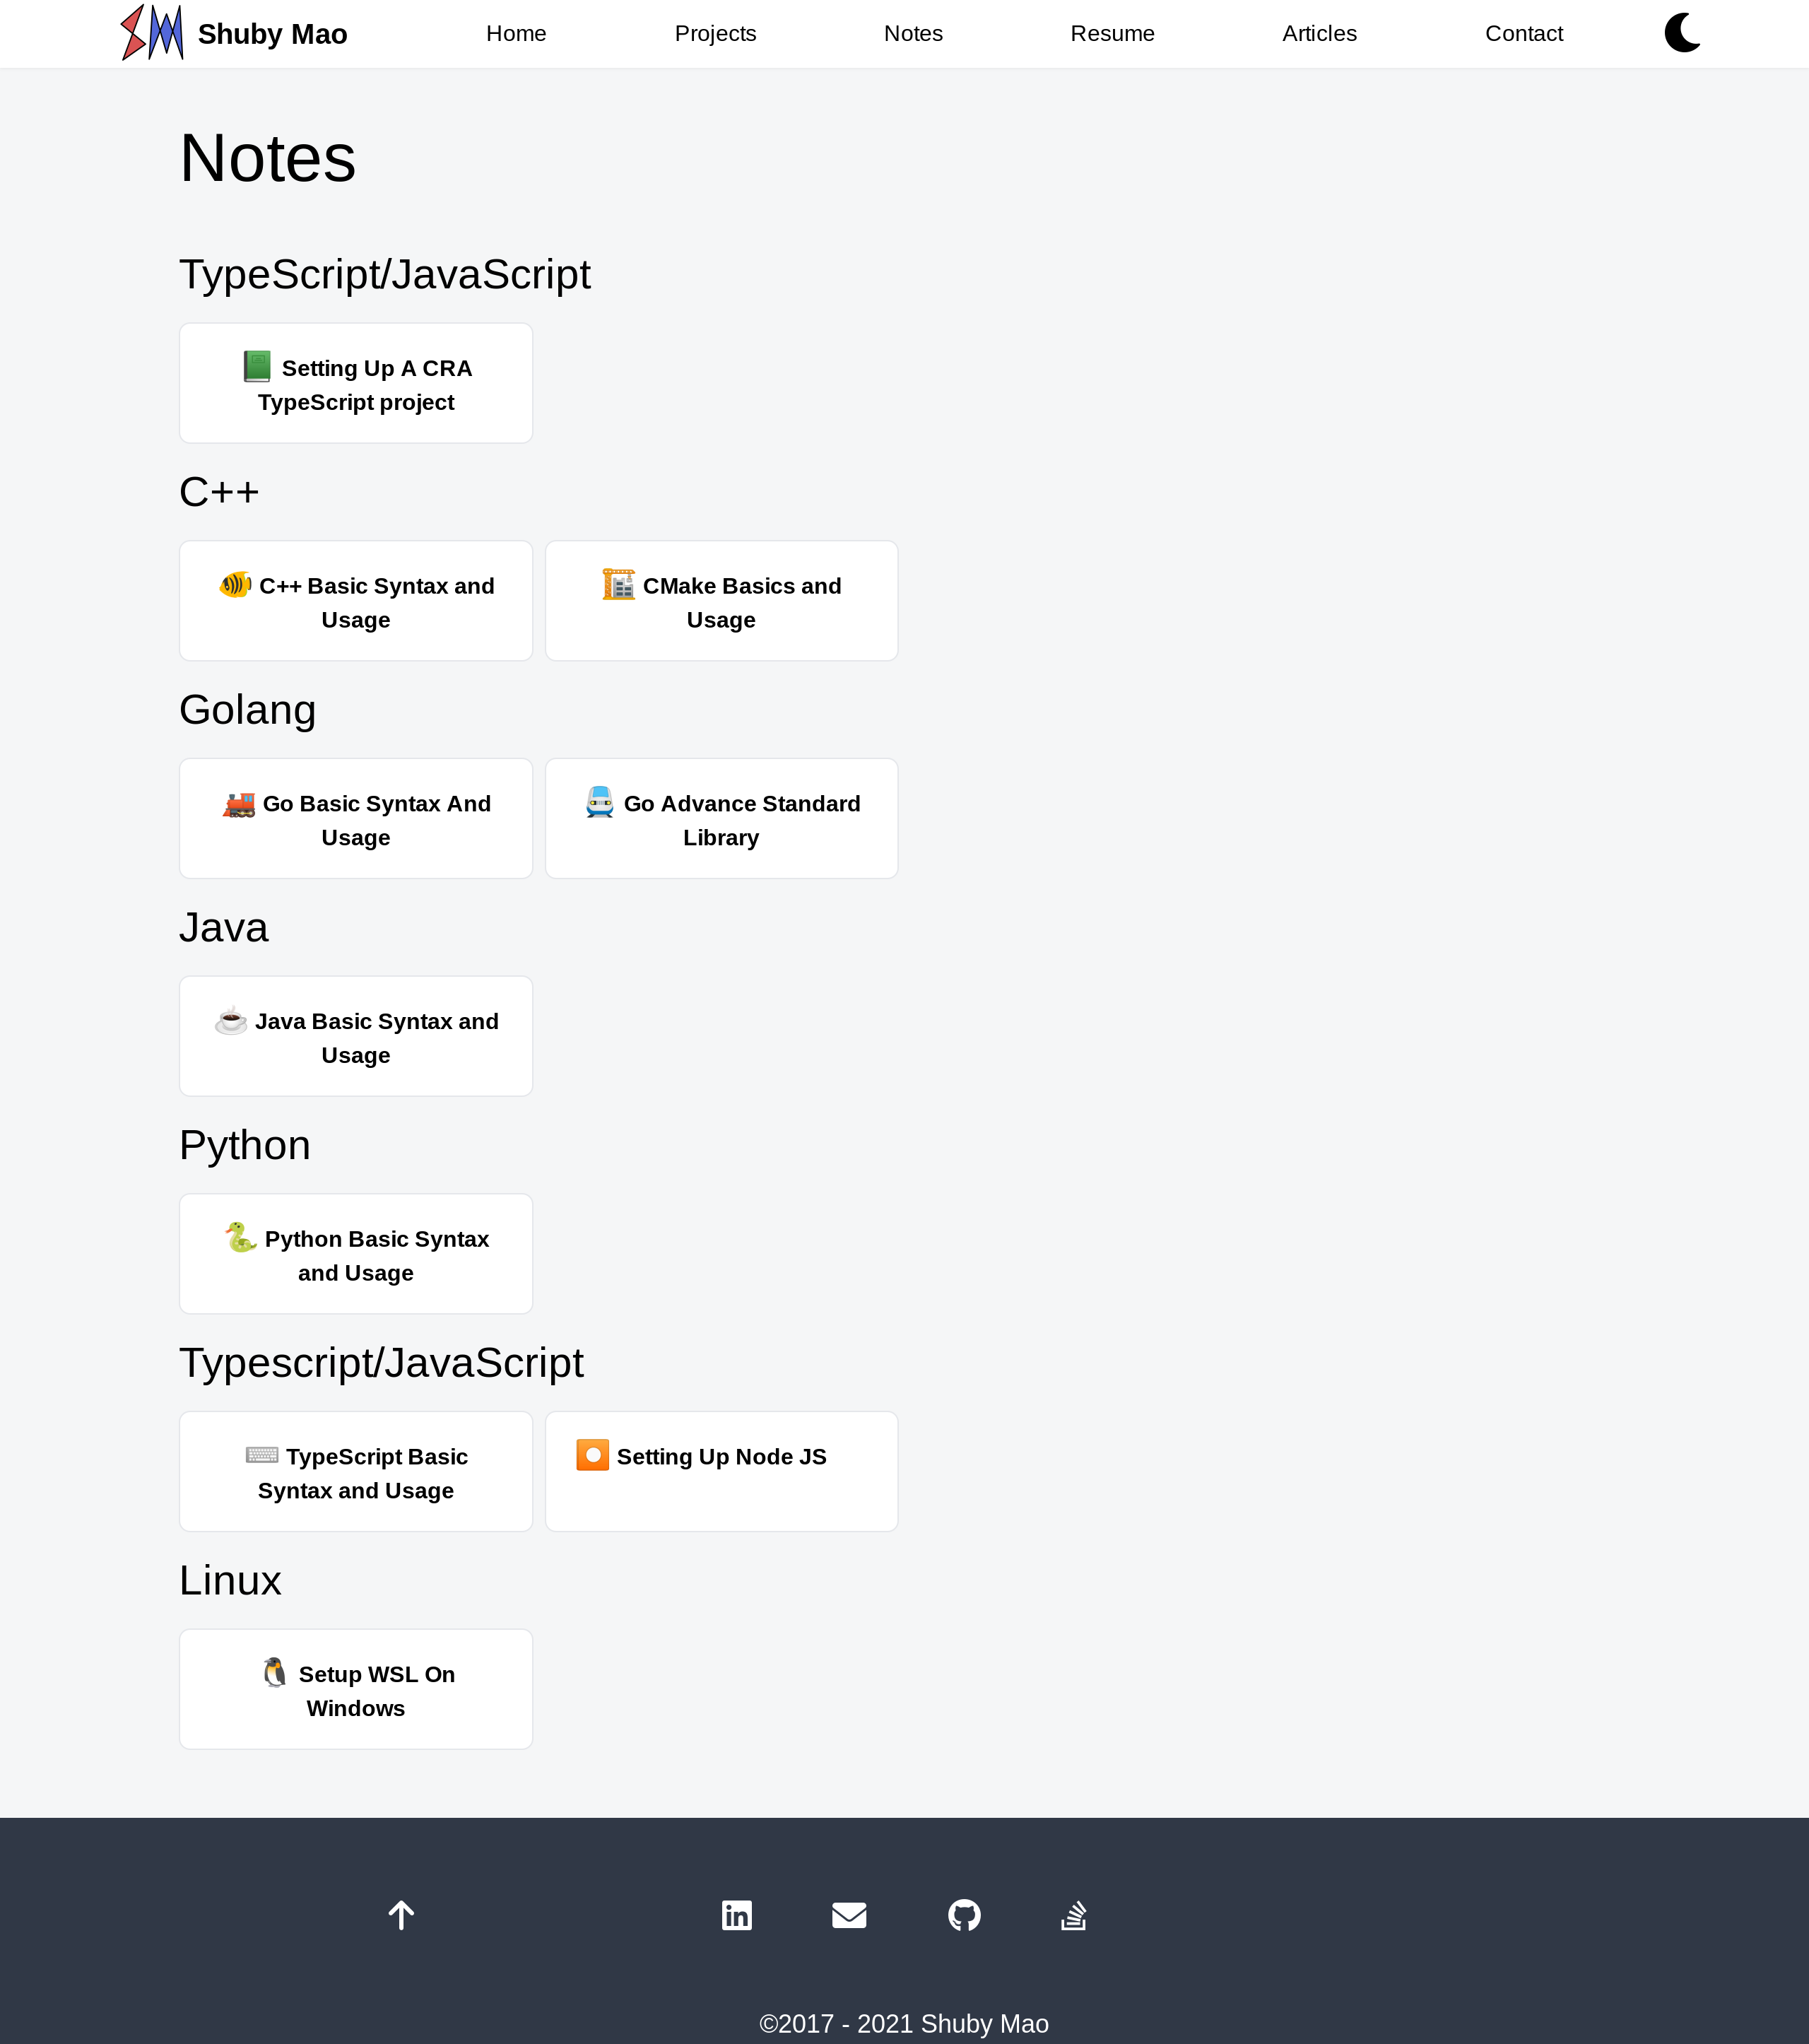 Shuby Mao Home Projects Notes Resume Articles Contact
Notes
TypeScript/JavaScript
Setting Up A CRA
TypeScript project
C++
C++ Basic Syntax and
Usage
CMake Basics and
Usage
Golang
Go Basic Syntax And
Usage
Go Advance Standard
Library
Java
Java Basic Syntax and
Usage
Python
Python Basic Syntax
and Usage
Typescript/JavaScript
TypeScript Basic
Syntax and Usage
Setting Up Node JS
Linux
Setup WSL On
Windows
©2017 - 2021 Shuby Mao